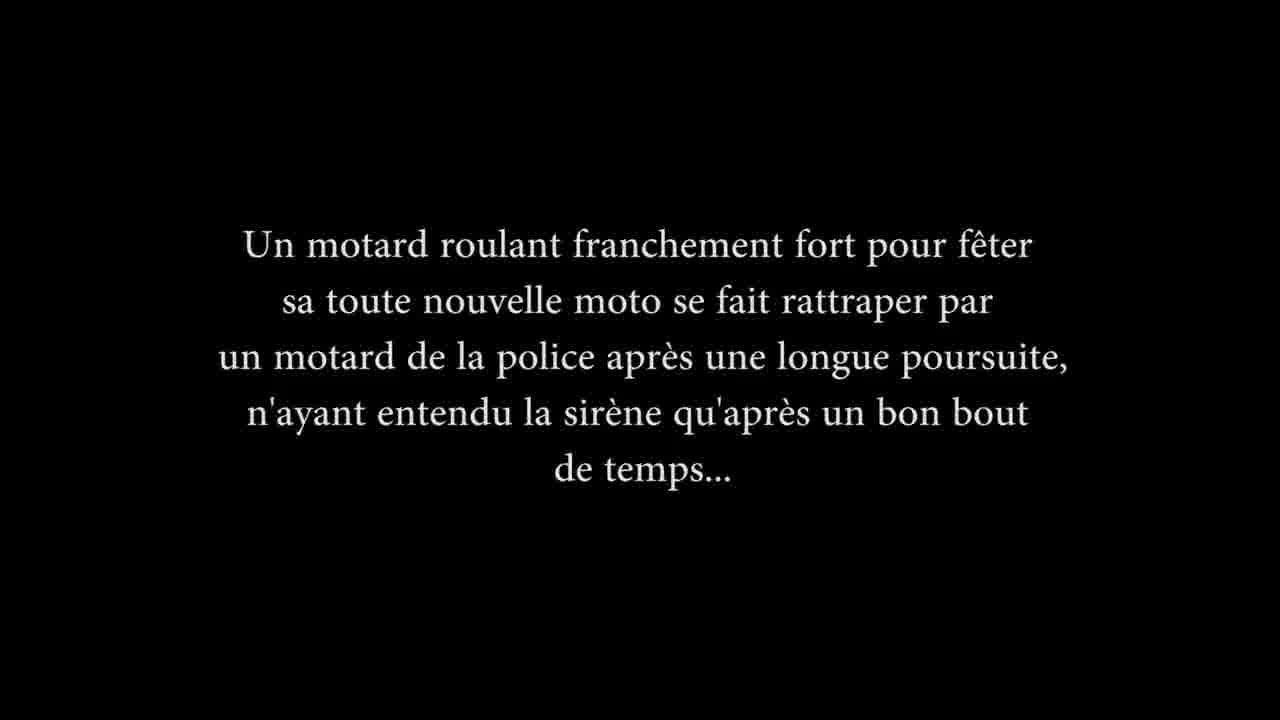 Un motard roulant franchement fort pour fêter
sa toute nouvelle moto se fait rattraper par
un motard de la police après une longue poursuite,
n'ayant entendu la sirène qu'après un bon bout
de temps...